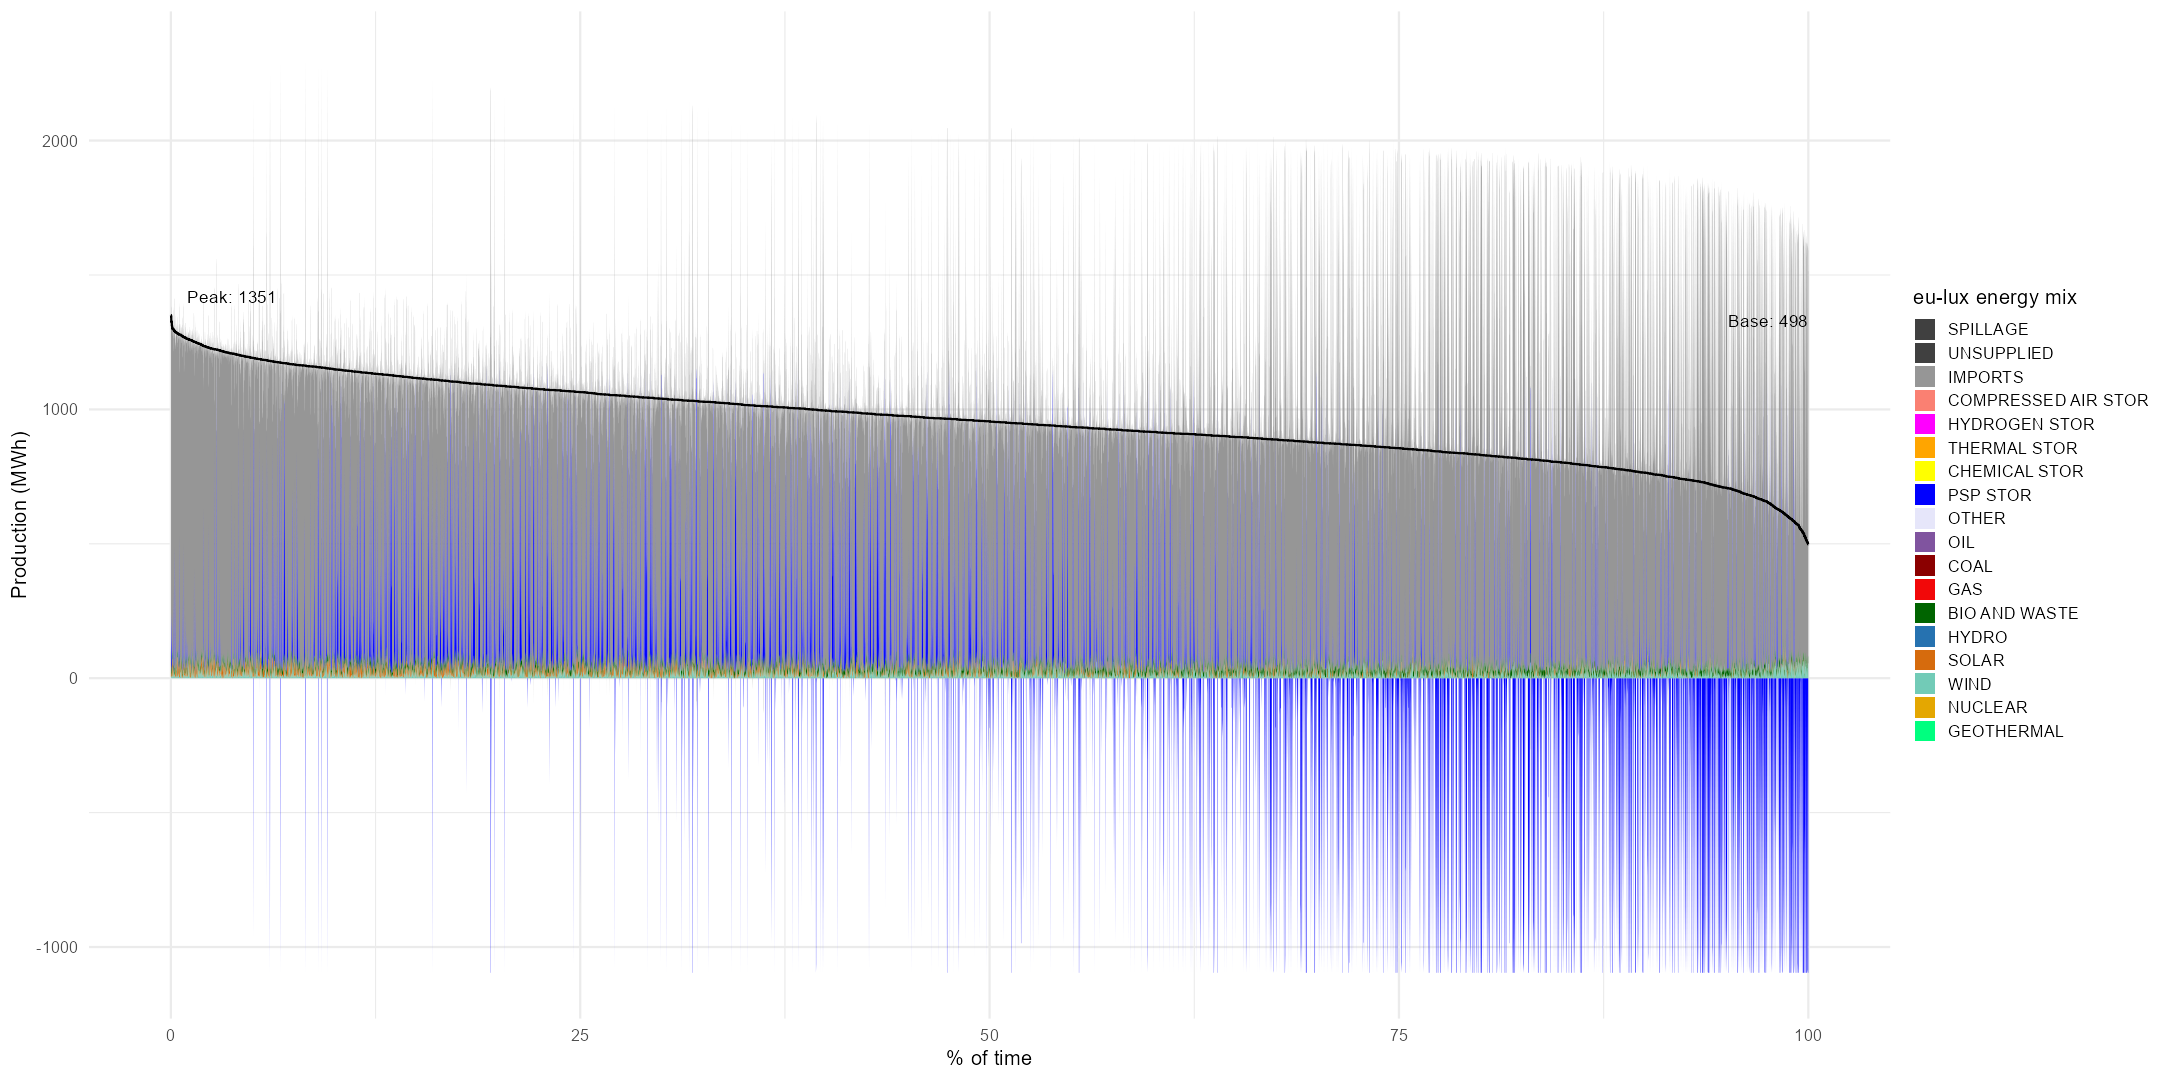 Production (MWh)
2000
1000
0
-1000
Peak: 1351
Base: 498
0
25
50
75
100
% of time
eu-lux energy mix
SPILLAGE
UNSUPPLIED
IMPORTS
COMPRESSED AIR STOR
HYDROGEN STOR
THERMAL STOR
CHEMICAL STOR
PSP STOR
OTHER
OIL
COAL
GAS
BIO AND WASTE
HYDRO
SOLAR
WIND
NUCLEAR
GEOTHERMAL